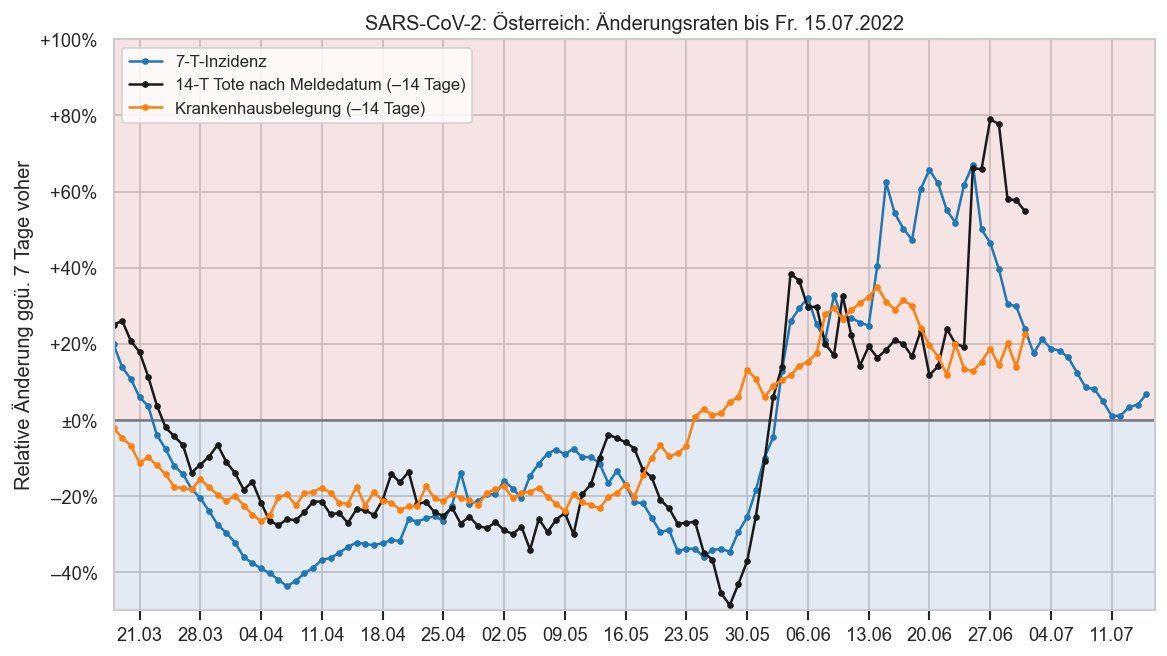 SARS-CoV-2: Österreich: Änderungsraten bis Fr. 15.07.2022
+100%
+80%
+60%
+40%
+20%
±0%
−20%
−40%
Relative Änderung ggü. 7 Tage voher
7-T-Inzidenz
14-T Tote nach Meldedatum (−14 Tage)
Krankenhausbelegung (−14 Tage)
21.03 28.03 04.04 11.04 18.04 25.04 02.05 09.05 16.05 23.05 30.05 06.06 13.06 20.06 27.06 04.07 11.07